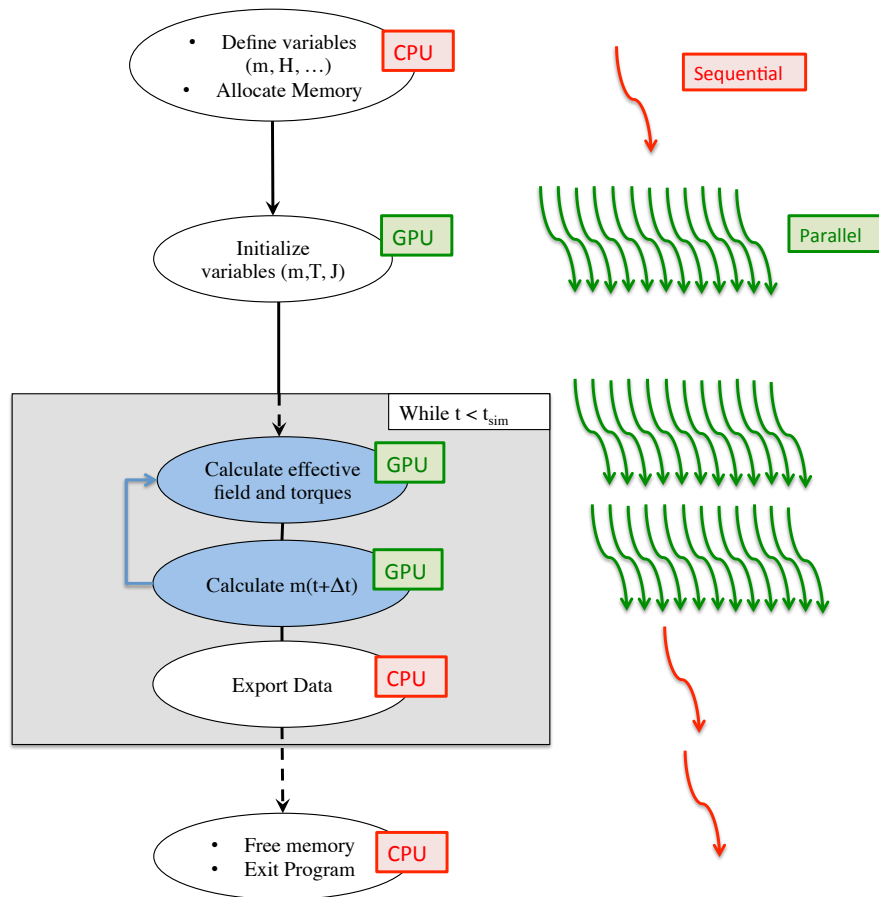 • Define variables
(m, H, …)
• Allocate Memory
CPU
Sequential
Initialize
variables (m,T, J)
GPU
Parallel
While t < tsim
Calculate effective
field and torques
GPU
Calculate m(t+Δt)
GPU
Export Data
CPU
• Free memory
• Exit Program
CPU